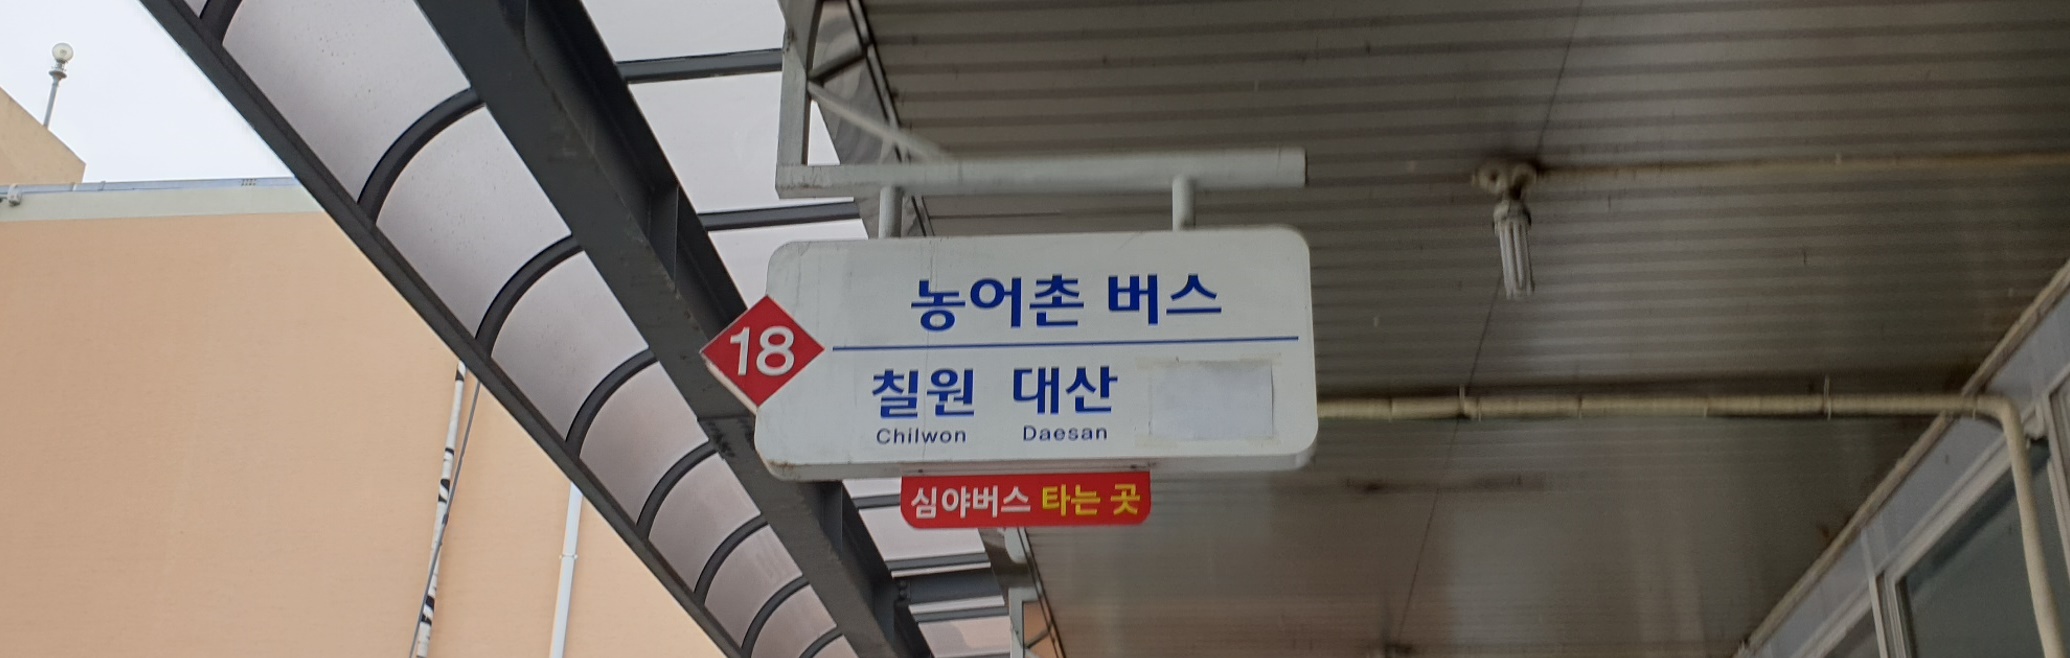 18
농어촌 버스
칠원 대산
Chilwon Daesan
심야버스 타는 곳